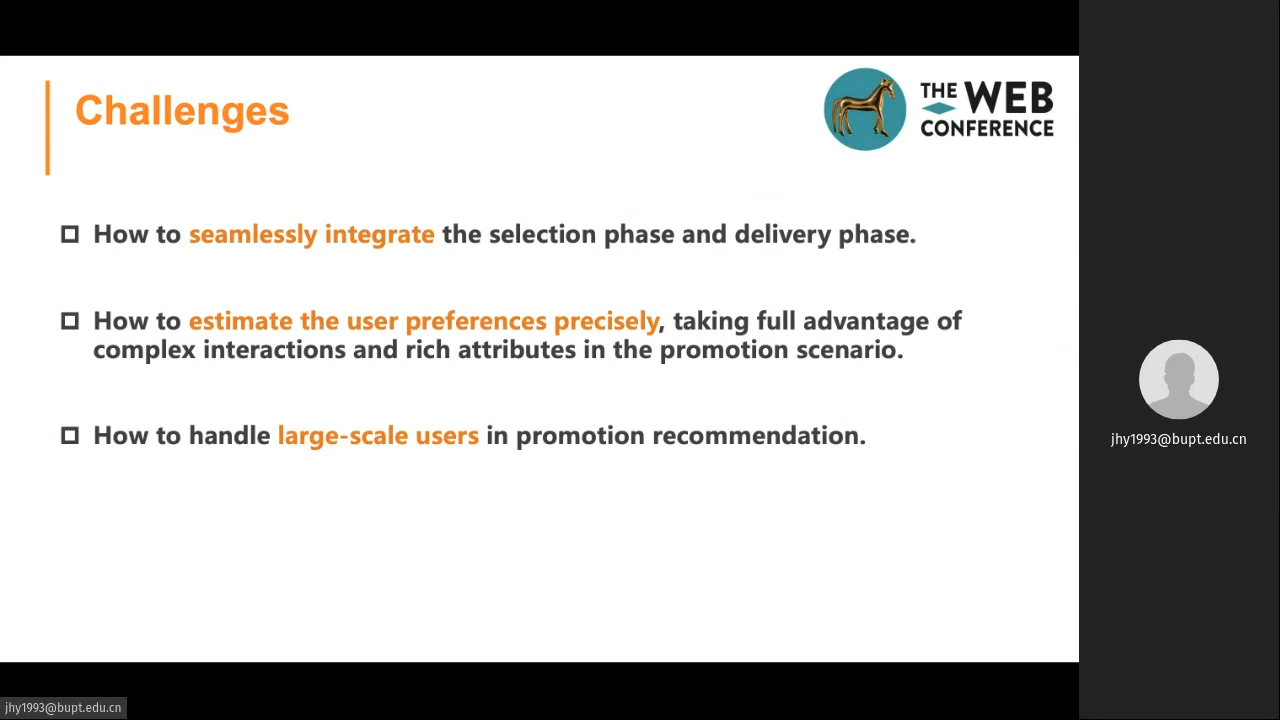 Challenges
THE WEB
CONFERENCE
How to seamlessly integrate the selection phase and delivery phase.
How to estimate the user preferences precisely, taking full advantage of
complex interactions and rich attributes in the promotion scenario.
How to handle large-scale users in promotion recommendation.
jhy1993@bupt.edu.cn
jhy1993@bupt.edu.cn